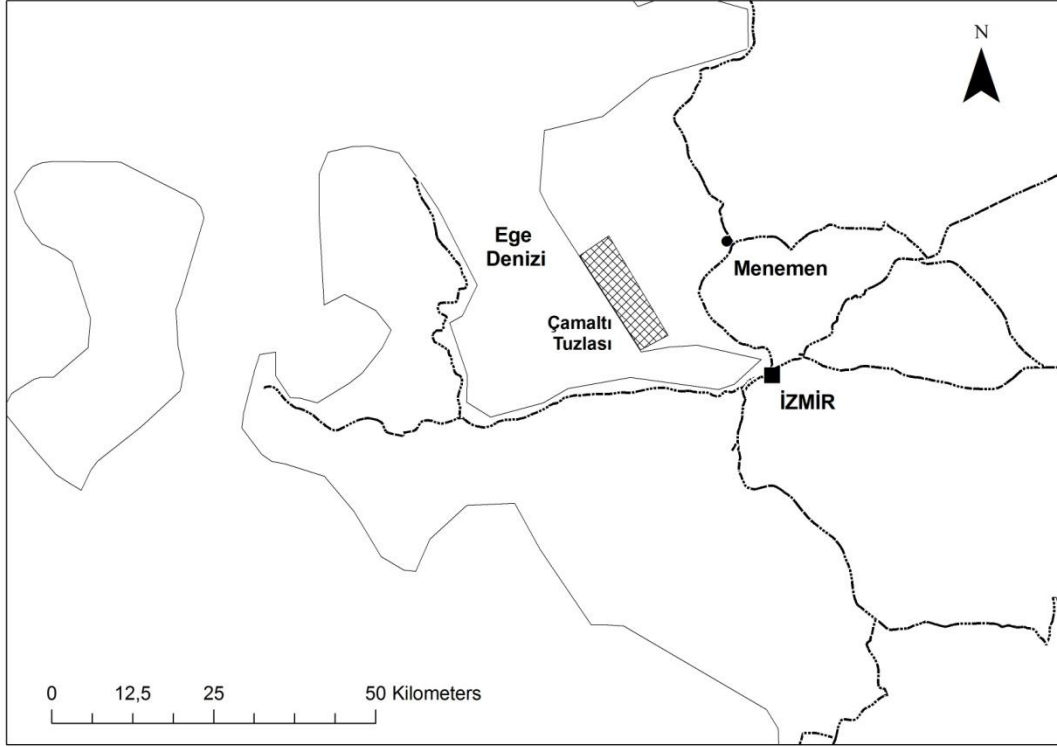 N
Ege
Denizi
Menemen
Çamaltı
Tuzlası
İZMİR
0 12,5 25 50 Kilometers